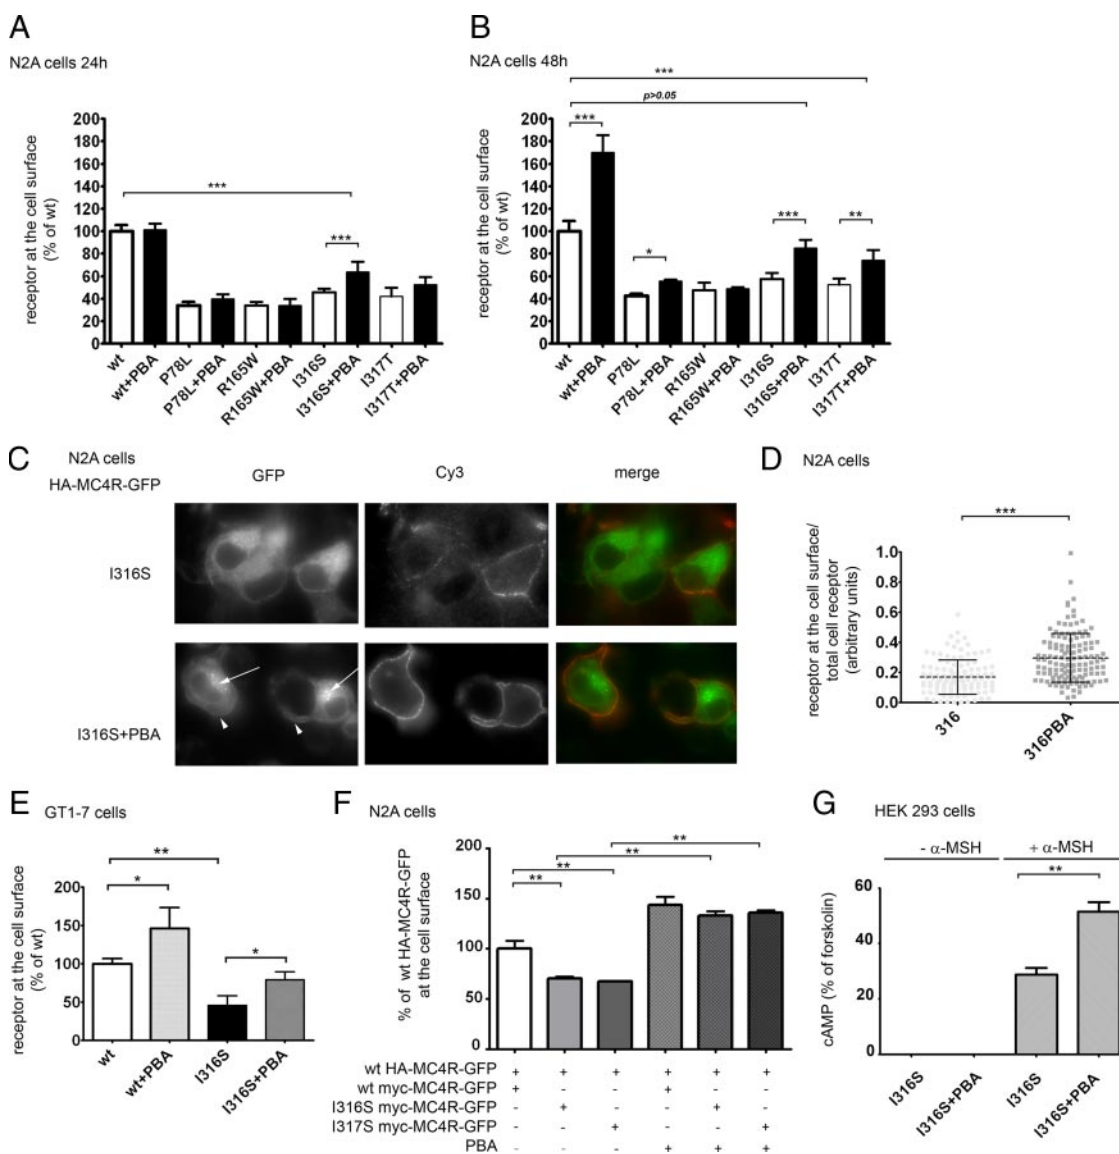 A
N2A cells 24h
receptor at the cell surface
(% of wt)
200
180
160
140
120
100
80
60
40
20
0
***
***
wt
wt+PBA
P78L
P78L+PBA
R165W
R165W+PBA
I316S
I316S+PBA
I317T
I317T+PBA
B
N2A cells 48h
receptor at the cell surface
(% of wt)
200
180
160
140
120
100
80
60
40
20
0
***
p>0.05
***
*
***
**
wt
wt+PBA
P78L
P78L+PBA
R165W
R165W+PBA
I316S
I316S+PBA
I317T
I317T+PBA
C
N2A cells
HA-MC4R-GFP
GFP
Cy3
merge
I316S
I316S+PBA
D
N2A cells
receptor at the cell surface/
total cell receptor
(arbitrary units)
1.0
0.8
0.6
0.4
0.2
0.0
***
316
316PBA
E
GT1-7 cells
receptor at the cell surface
(% of wt)
200
150
100
50
0
**
*
*
wt
wt+PBA
I316S
I316S+PBA
F
N2A cells
% of wt HA-MC4R-GFP
at the cell surface
200
150
100
50
0
**
**
**
**
wt HA-MC4R-GFP + + + + + +
wt myc-MC4R-GFP + - - + - -
I316S myc-MC4R-GFP - + - - + -
I317S myc-MC4R-GFP - - + - - +
PBA - - - + + +
G
HEK 293 cells
- α-MSH
+ α-MSH
cAMP (% of forskolin)
60
40
20
0
**
I316S
I316S+PBA
I316S
I316S+PBA